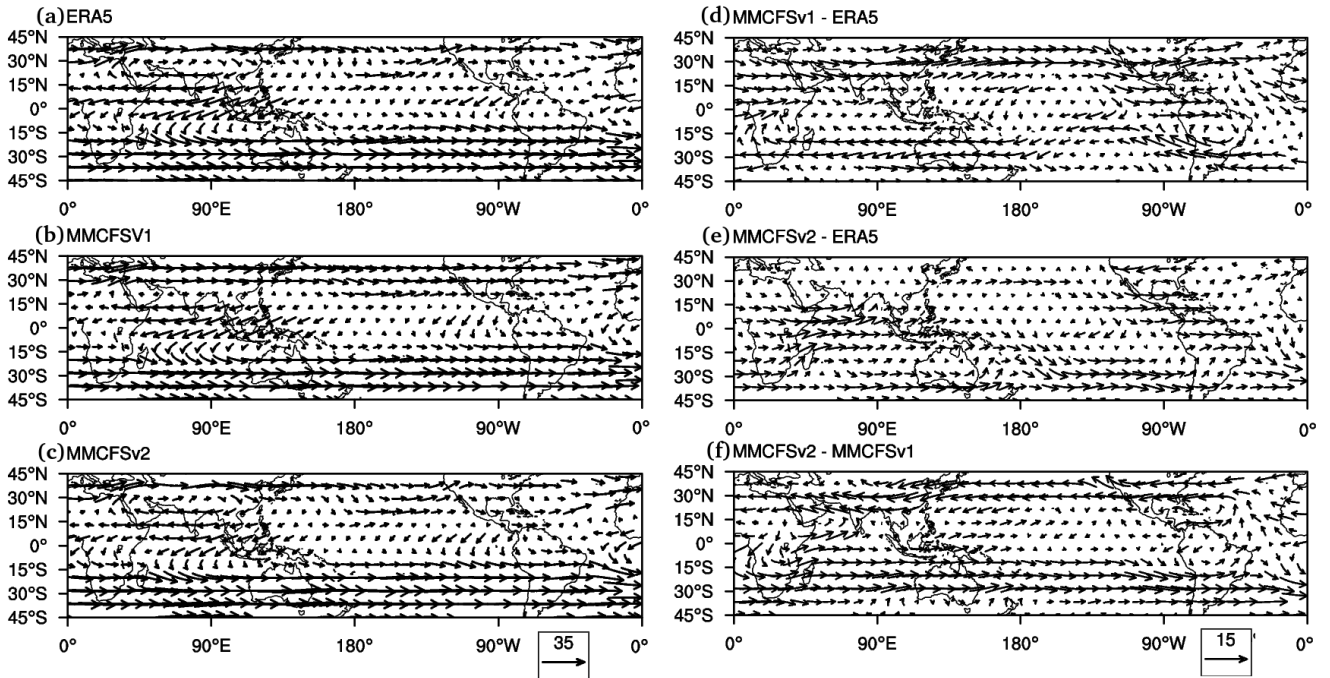 (a) ERA5
45°N
30°N
15°N
0°
15°S
30°S
45°S
0° 90°E 180° 90°W 0°
(b) MMCFSV1
45°N
30°N
15°N
0°
15°S
30°S
45°S
0° 90°E 180° 90°W 0°
(c) MMCFSv2
45°N
30°N
15°N
0°
15°S
30°S
45°S
0° 90°E 180° 90°W 0°
35
(d) MMCFSv1 - ERA5
45°N
30°N
15°N
0°
15°S
30°S
45°S
0° 90°E 180° 90°W 0°
(e) MMCFSv2 - ERA5
45°N
30°N
15°N
0°
15°S
30°S
45°S
0° 90°E 180° 90°W 0°
(f) MMCFSv2 - MMCFSv1
45°N
30°N
15°N
0°
15°S
30°S
45°S
0° 90°E 180° 90°W 0°
15